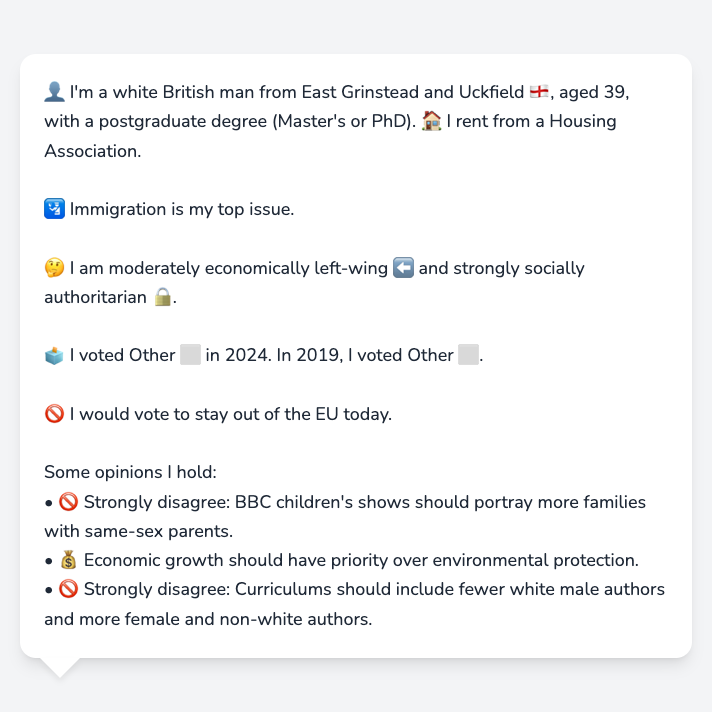 👤 I'm a white British man from East Grinstead and Uckfield 🏴󠁧󠁢󠁥󠁮󠁧󠁿, aged 39,
with a postgraduate degree (Master's or PhD). 🏠 I rent from a Housing
Association.
🛂 Immigration is my top issue.
🤔 I am moderately economically left-wing ⬅️ and strongly socially
authoritarian 🔒.
🗳️ I voted Other ⬜ in 2024. In 2019, I voted Other ⬜.
🚫 I would vote to stay out of the EU today.
Some opinions I hold:
• 🚫 Strongly disagree: BBC children's shows should portray more families
with same-sex parents.
• 💰 Economic growth should have priority over environmental protection.
• 🚫 Strongly disagree: Curriculums should include fewer white male authors
and more female and non-white authors.